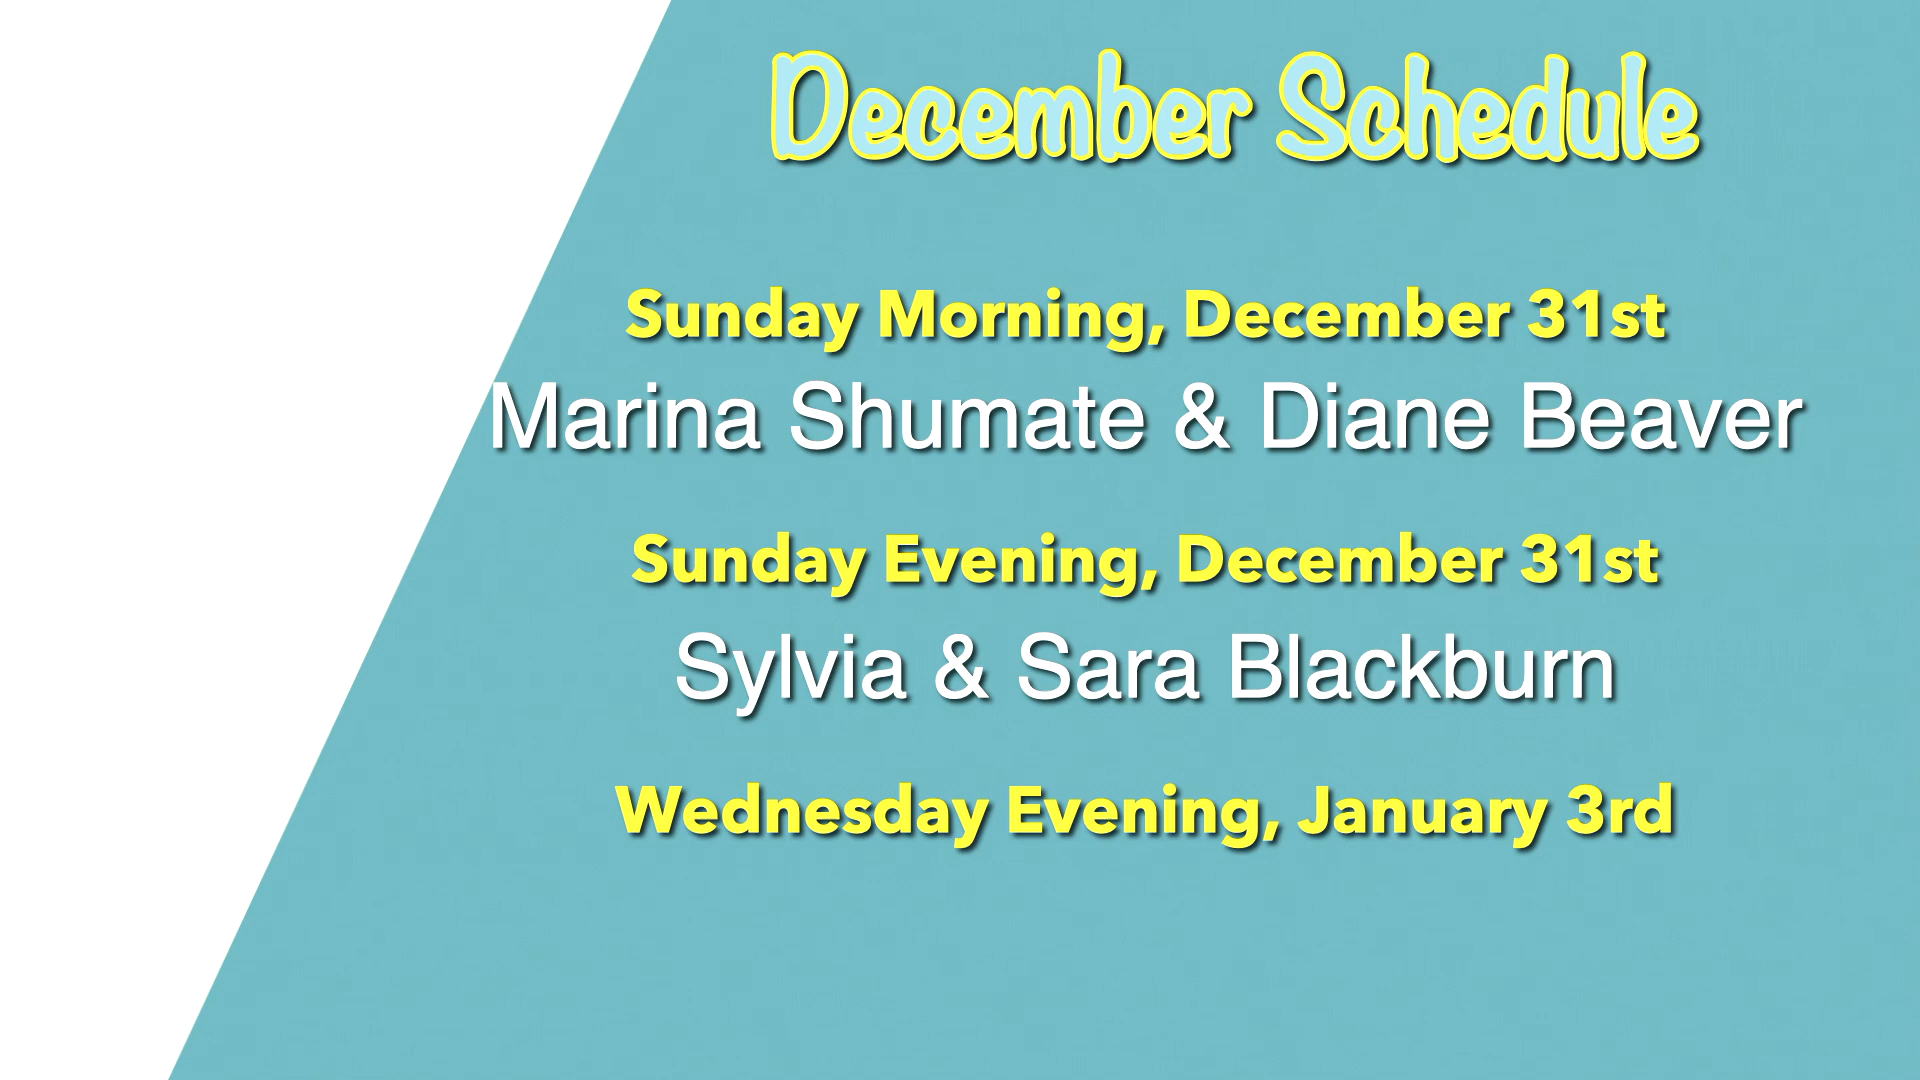 December Schedule
Sunday Morning, December 31st
Marina Shumate & Diane Beaver
Sunday Evening, December 31st
Sylvia & Sara Blackburn
Wednesday Evening, January 3rd